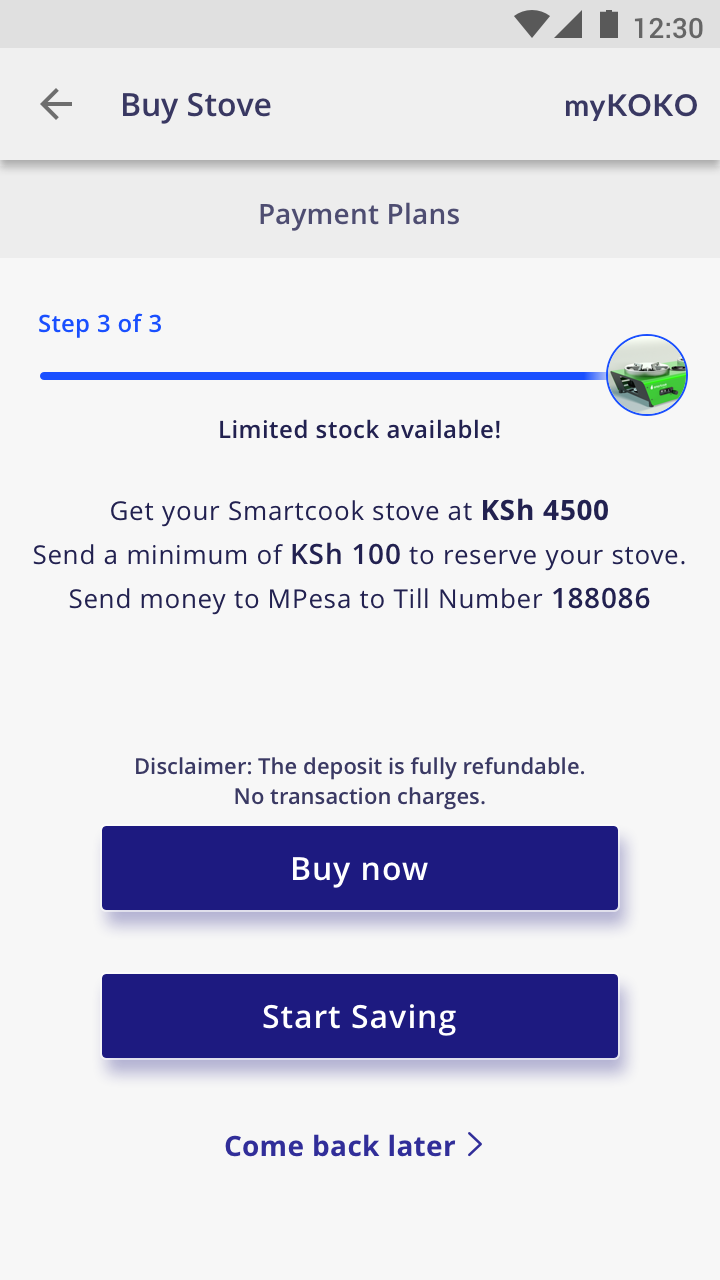 12:30
Buy Stove
myKOKO
Payment Plans
Step 3 of 3
Limited stock available!
Get your Smartcook stove at KSh 4500
Send a minimum of KSh 100 to reserve your stove.
Send money to MPesa to Till Number 188086
Disclaimer: The deposit is fully refundable.
No transaction charges.
Buy now
Start Saving
Come back later